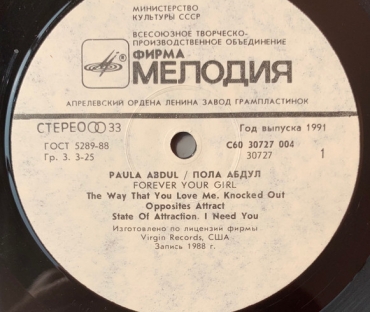 МИНИСТЕРСТВО
КУЛЬТУРЫ СССР
ВСЕСОЮЗНОЕ ТВОРЧЕСКО-
ПРОИЗВОДСТВЕННОЕ ОБЪЕДИНЕНИЕ
ФИРМА
МЕЛОДИЯ
АПРЕЛЕВСКИЙ ОРДЕНА ЛЕНИНА ЗАВОД ГРАМПЛАСТИНОК
СТЕРЕО 33
Год выпуска 1991
ГОСТ 5289-88
С60 30727 004
Гр. 3. 3-25
30727
1
PAULA ABDUL / ПОЛА АБДУЛ
FOREVER YOUR GIRL
The Way That You Love Me. Knocked Out
Opposites Attract
State Of Attraction. I Need You
Изготовлено по лицензии фирмы
Virgin Records, США
Запись 1988 г.